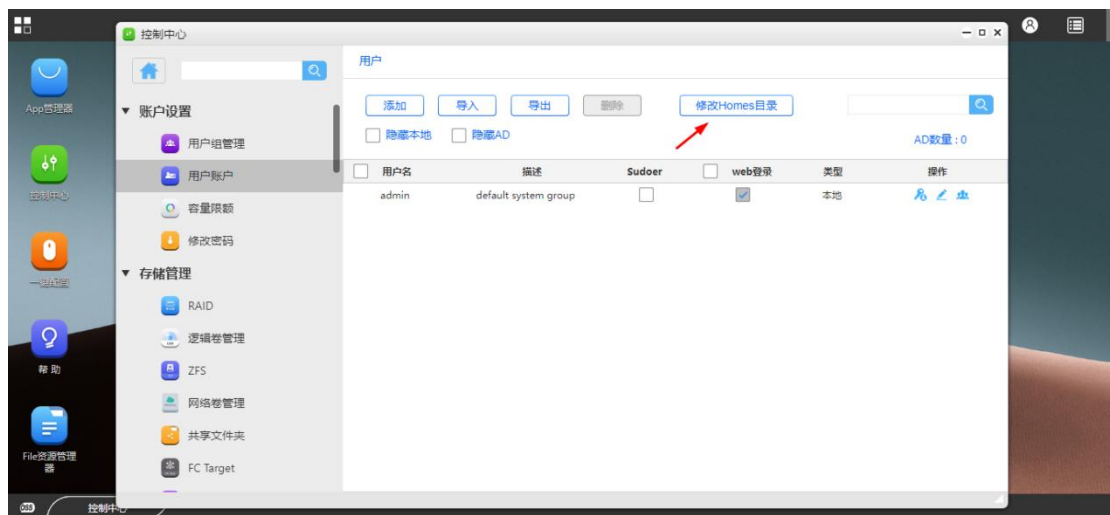 控制中心
App管理器
控制中心
一键配置
帮助
File资源管理
器
账户设置
用户组管理
用户账户
容量限额
修改密码
存储管理
RAID
逻辑卷管理
ZFS
网络卷管理
共享文件夹
FC Target
用户
添加 导入 导出 删除 修改Homes目录
隐藏本地 隐藏AD AD数量 : 0
用户名 描述 Sudoer web登录 类型 操作
admin default system group 本地
控制中心